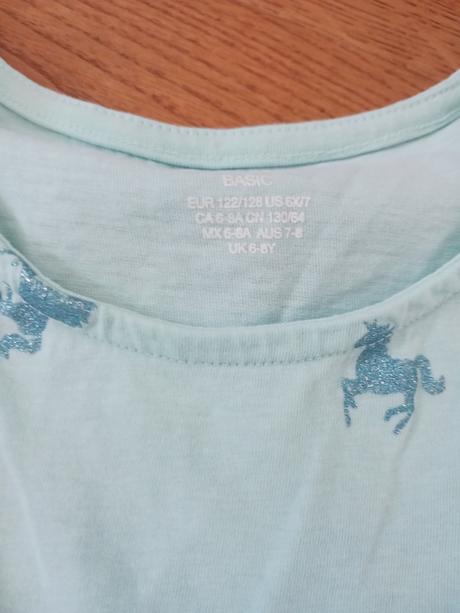 BASIC
EUR 122/128 US 6X/7
CA 6-8A CN 130/64
MX 6-8A AUS 7-8
UK 6-8Y